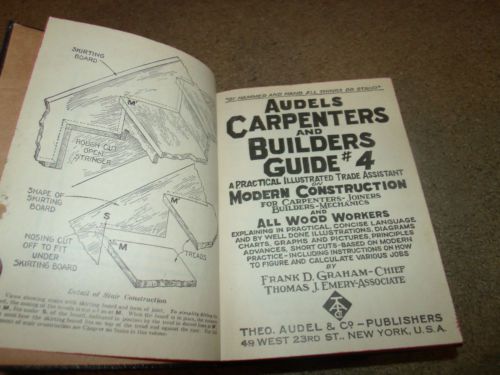 SKIRTING
BOARD
M'
ROUGH CUT
OPEN
STRINGER
SHAPE OF
SKIRTING
BOARD
S
M
NOSING CUT
OFF TO FIT
UNDER
SKIRTING BOARD
M
TREADS
Detail of Stair Construction
"BY HAMMER AND HAND ALL THINGS DO STAND"
AUDELS
CARPENTERS
AND
BUILDERS
GUIDE #4
A PRACTICAL ILLUSTRATED TRADE ASSISTANT
ON
MODERN CONSTRUCTION
FOR CARPENTERS-JOINERS
BUILDERS-MECHANICS
AND
ALL WOOD WORKERS
EXPLAINING IN PRACTICAL, CONCISE LANGUAGE
AND BY WELL DONE ILLUSTRATIONS, DIAGRAMS
CHARTS, GRAPHS AND PICTURES, PRINCIPLES
ADVANCES, SHORT CUTS-BASED ON MODERN
PRACTICE-INCLUDING INSTRUCTIONS ON HOW
TO FIGURE AND CALCULATE VARIOUS JOBS
BY
FRANK D. GRAHAM-CHIEF
THOMAS J. EMERY-ASSOCIATE
THEO. AUDEL & CO-PUBLISHERS
49 WEST 23RD ST., NEW YORK, U.S.A.